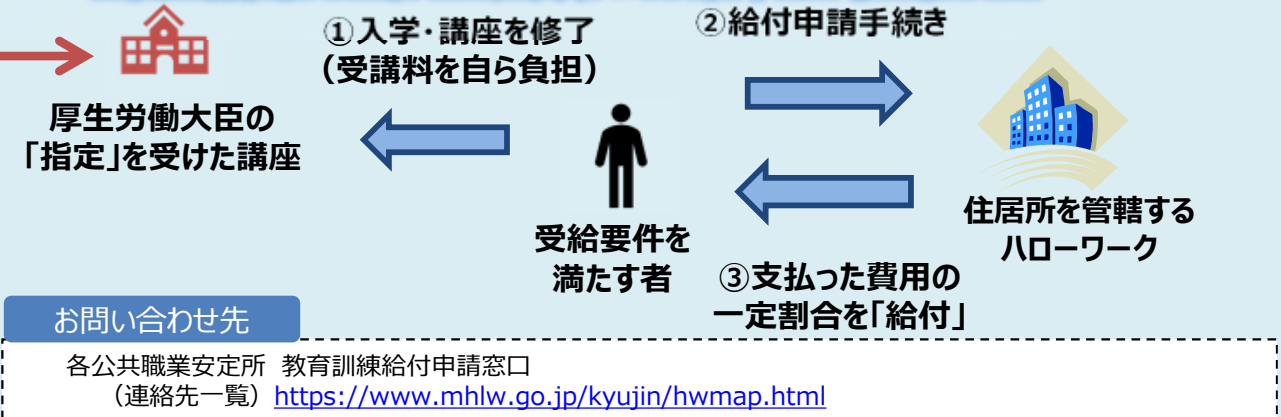 ①入学・講座を修了
（受講料を自ら負担）
②給付申請手続き
厚生労働大臣の
「指定」を受けた講座
受給要件を
満たす者
住居所を管轄する
ハローワーク
③支払った費用の
一定割合を「給付」
お問い合わせ先
各公共職業安定所 教育訓練給付申請窓口
（連絡先一覧）https://www.mhlw.go.jp/kyujin/hwmap.html